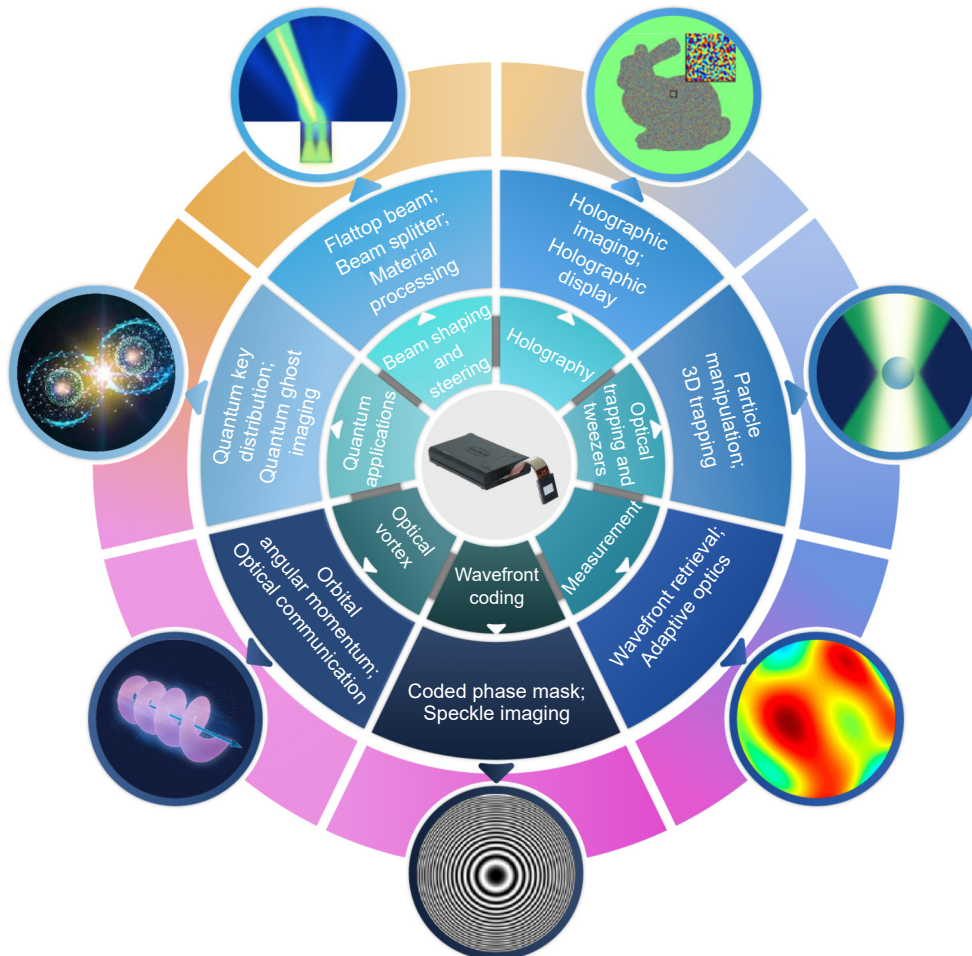 Flattop beam;
Beam splitter;
Material
processing
Holographic
imaging;
Holographic
display
Particle
manipulation;
3D trapping
Wavefront retrieval;
Adaptive optics
Coded phase mask;
Speckle imaging
Orbital
angular momentum;
Optical communication
Quantum key
distribution;
Quantum ghost
imaging
Beam shaping
and
steering
Holography
Optical
trapping and
tweezers
Measurement
Wavefront
coding
Optical
vortex
Quantum
applications